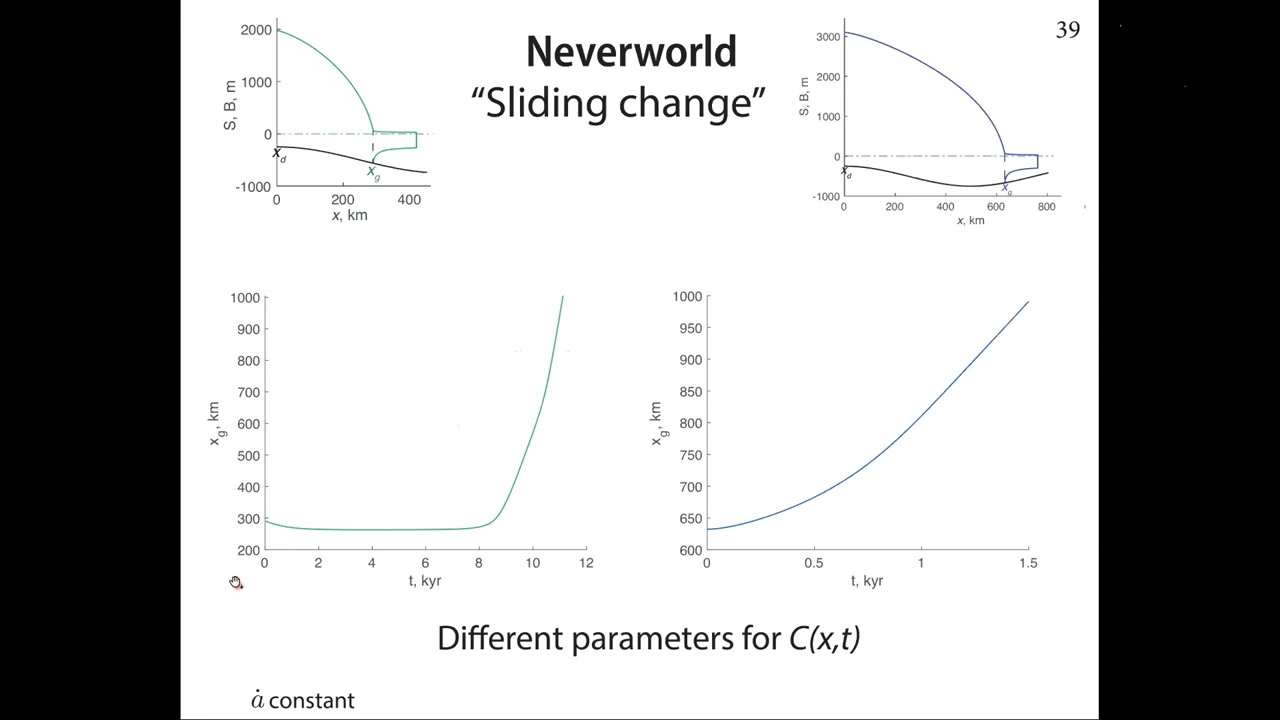 39
Neverworld
“Sliding change”
2000
1000
0
-1000
S, B, m
x_d
x_g
0 200 400
x, km
3000
2000
1000
0
-1000
S, B, m
x_d
x_g
0 200 400 600 800
x, km
1000
900
800
700
600
500
400
300
200
x_g, km
0 2 4 6 8 10 12
t, kyr
1000
950
900
850
800
750
700
650
600
x_g, km
0 0.5 1 1.5
t, kyr
Different parameters for C(x,t)
ȧ constant